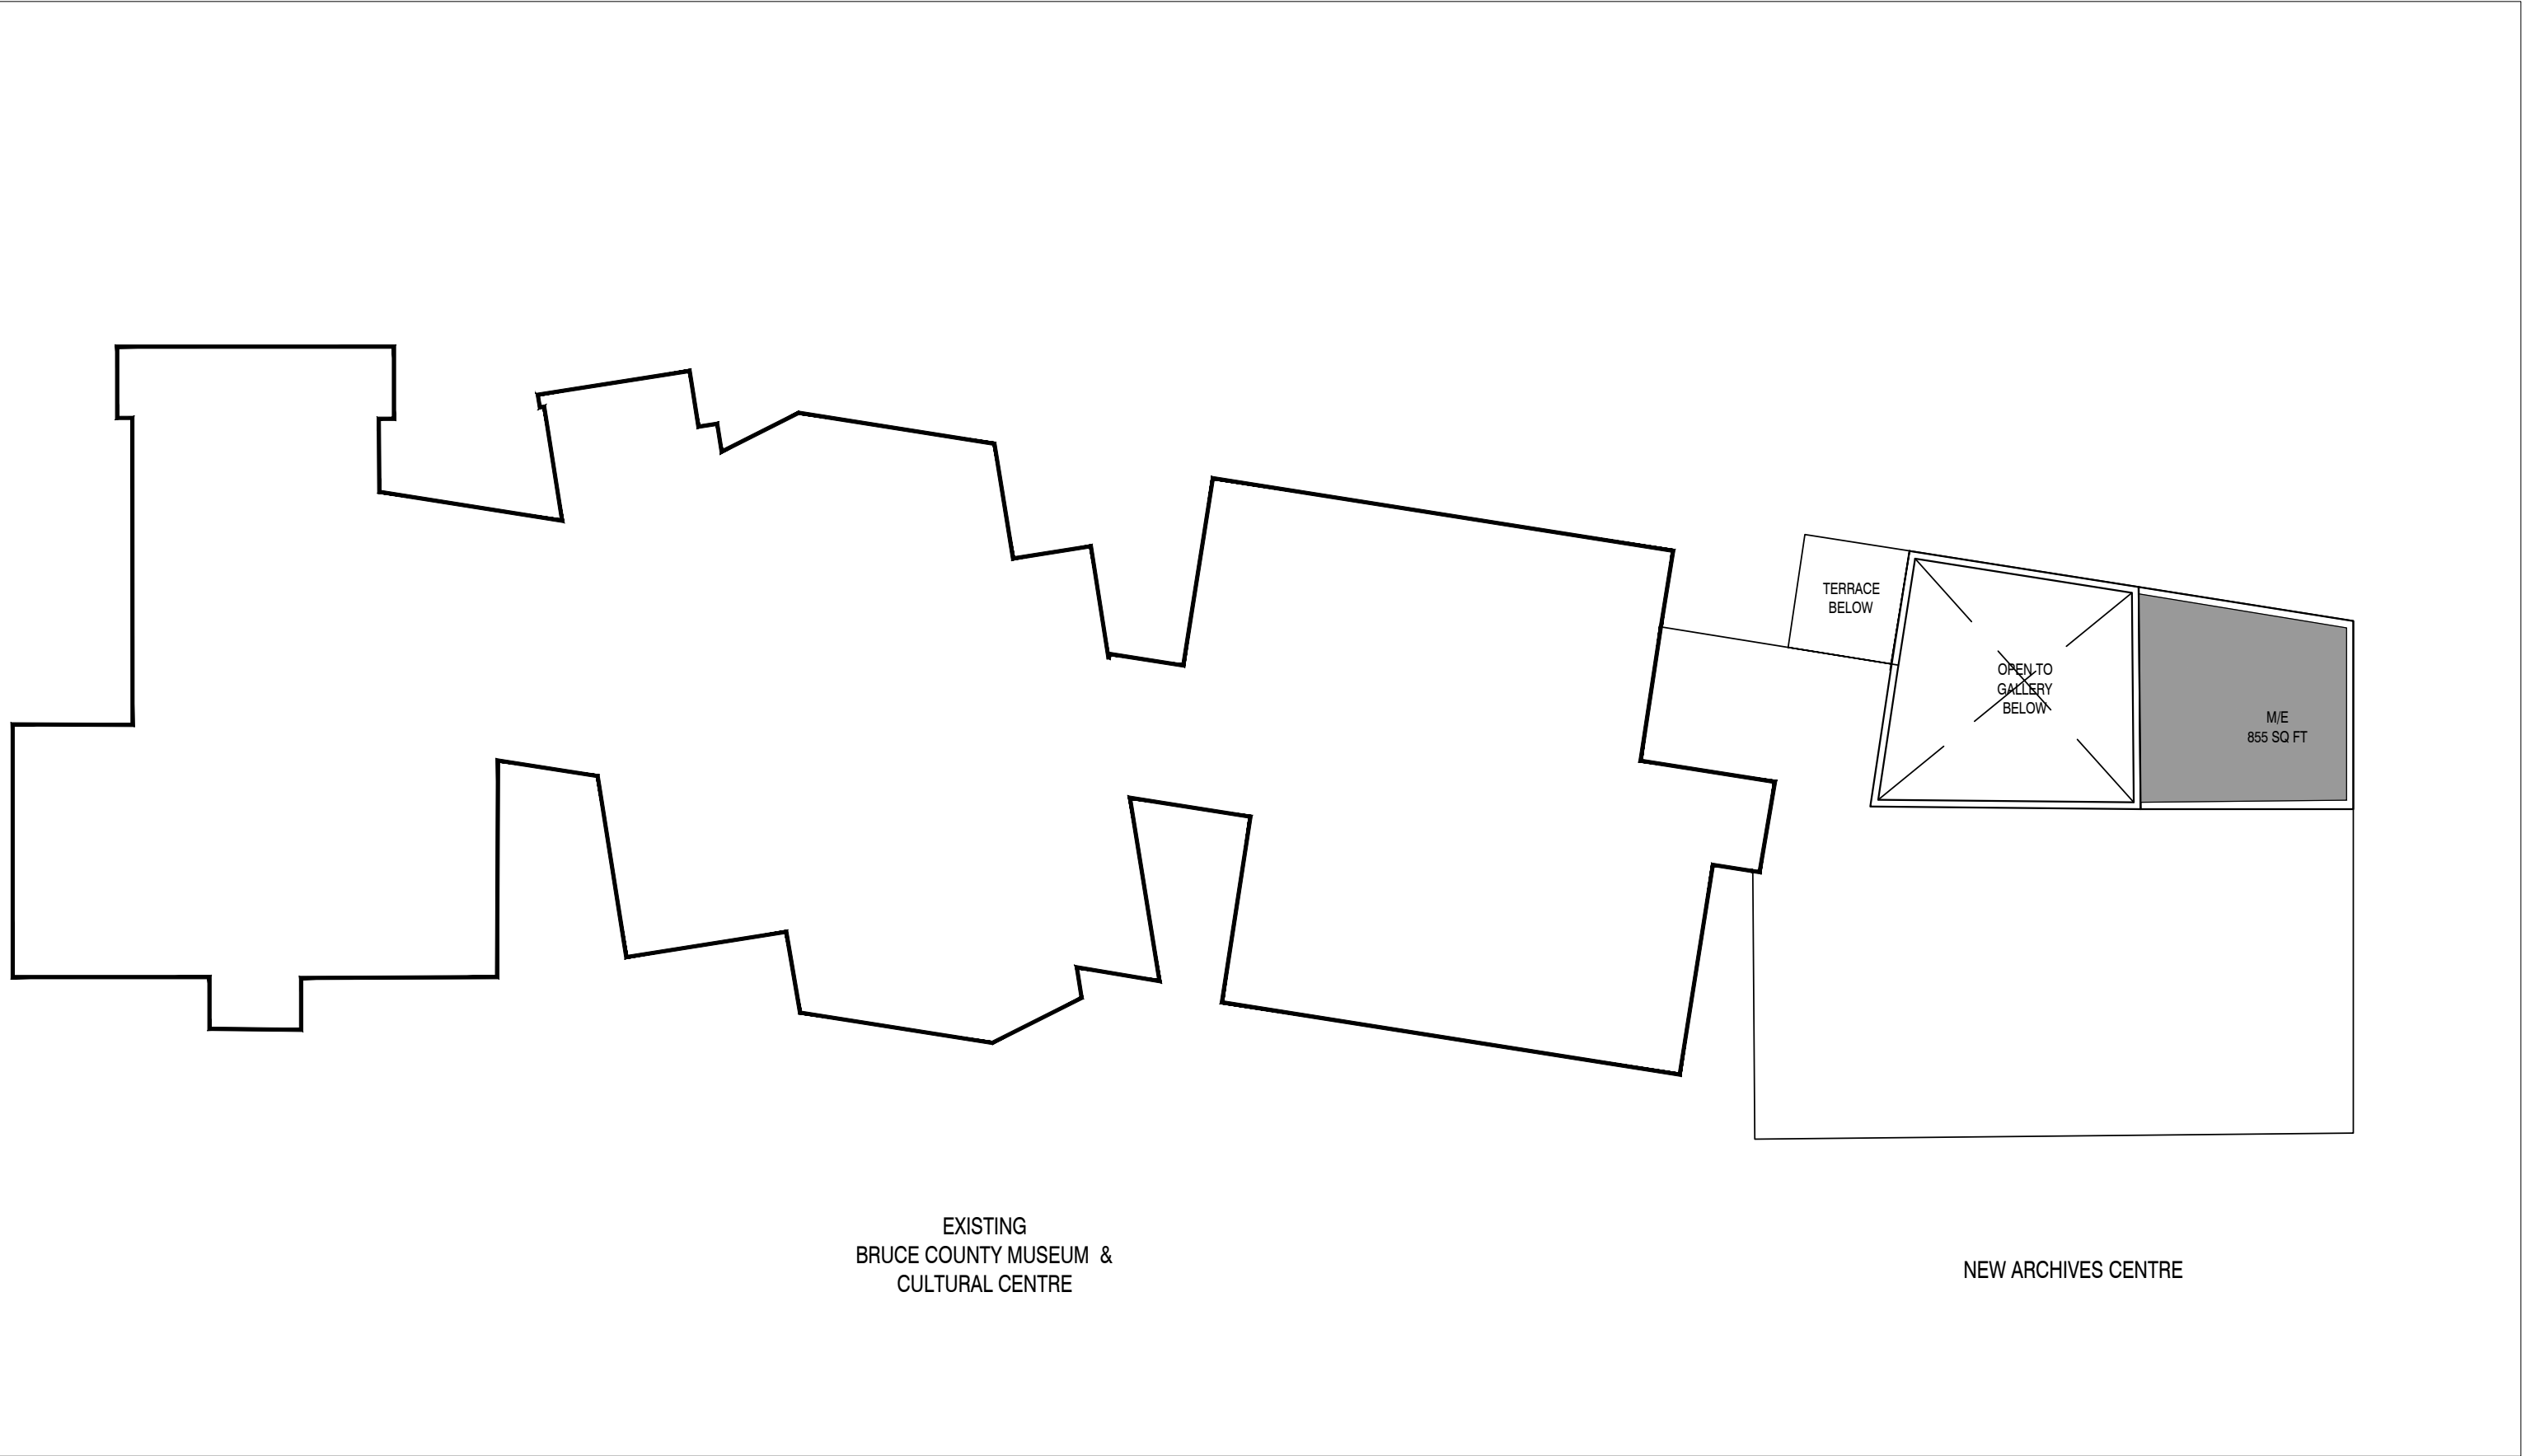 TERRACE
BELOW
OPEN TO
GALLERY
BELOW
M/E
855 SQ FT
EXISTING
BRUCE COUNTY MUSEUM &
CULTURAL CENTRE
NEW ARCHIVES CENTRE